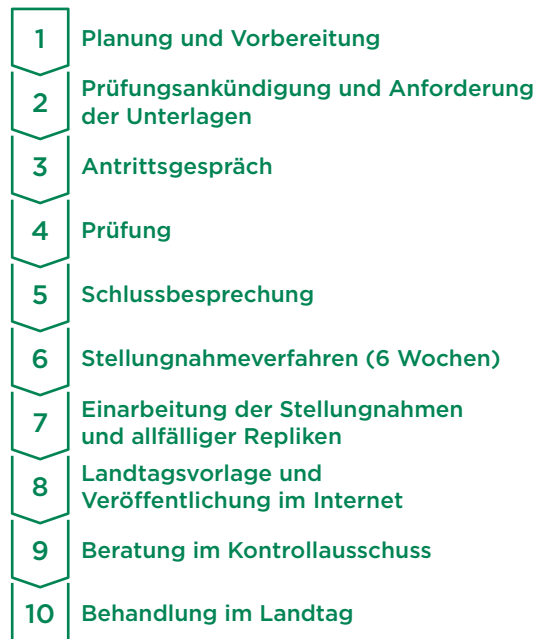 1 Planung und Vorbereitung
2 Prüfungsankündigung und Anforderung
der Unterlagen
3 Antrittsgespräch
4 Prüfung
5 Schlussbesprechung
6 Stellungnahmeverfahren (6 Wochen)
7 Einarbeitung der Stellungnahmen
und allfälliger Repliken
8 Landtagsvorlage und
Veröffentlichung im Internet
9 Beratung im Kontrollausschuss
10 Behandlung im Landtag